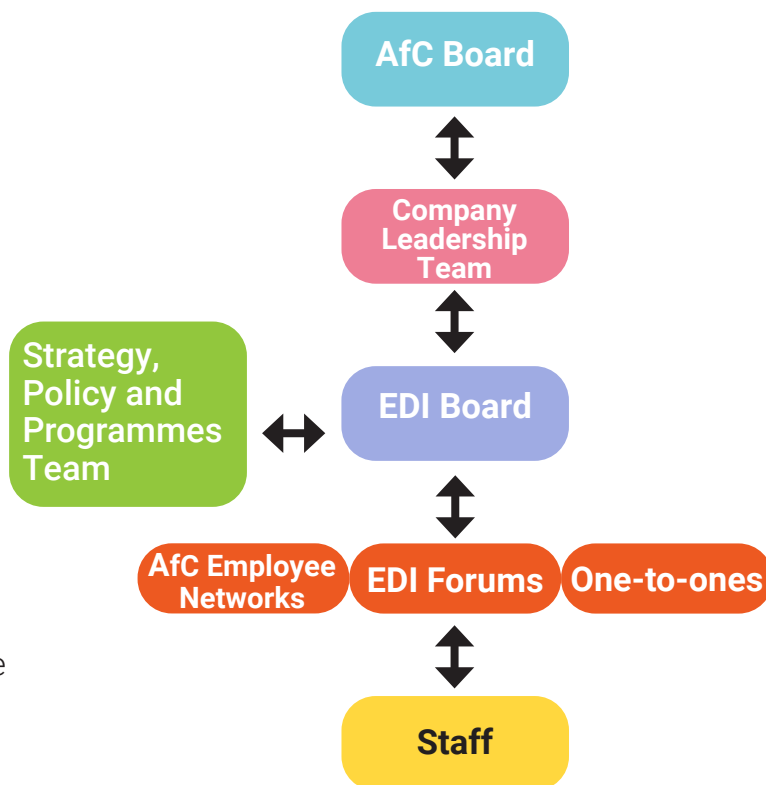 AfC Board
Company
Leadership
Team
Strategy,
Policy and
Programmes
Team
EDI Board
AfC Employee
Networks
EDI Forums
One-to-ones
e
Staff